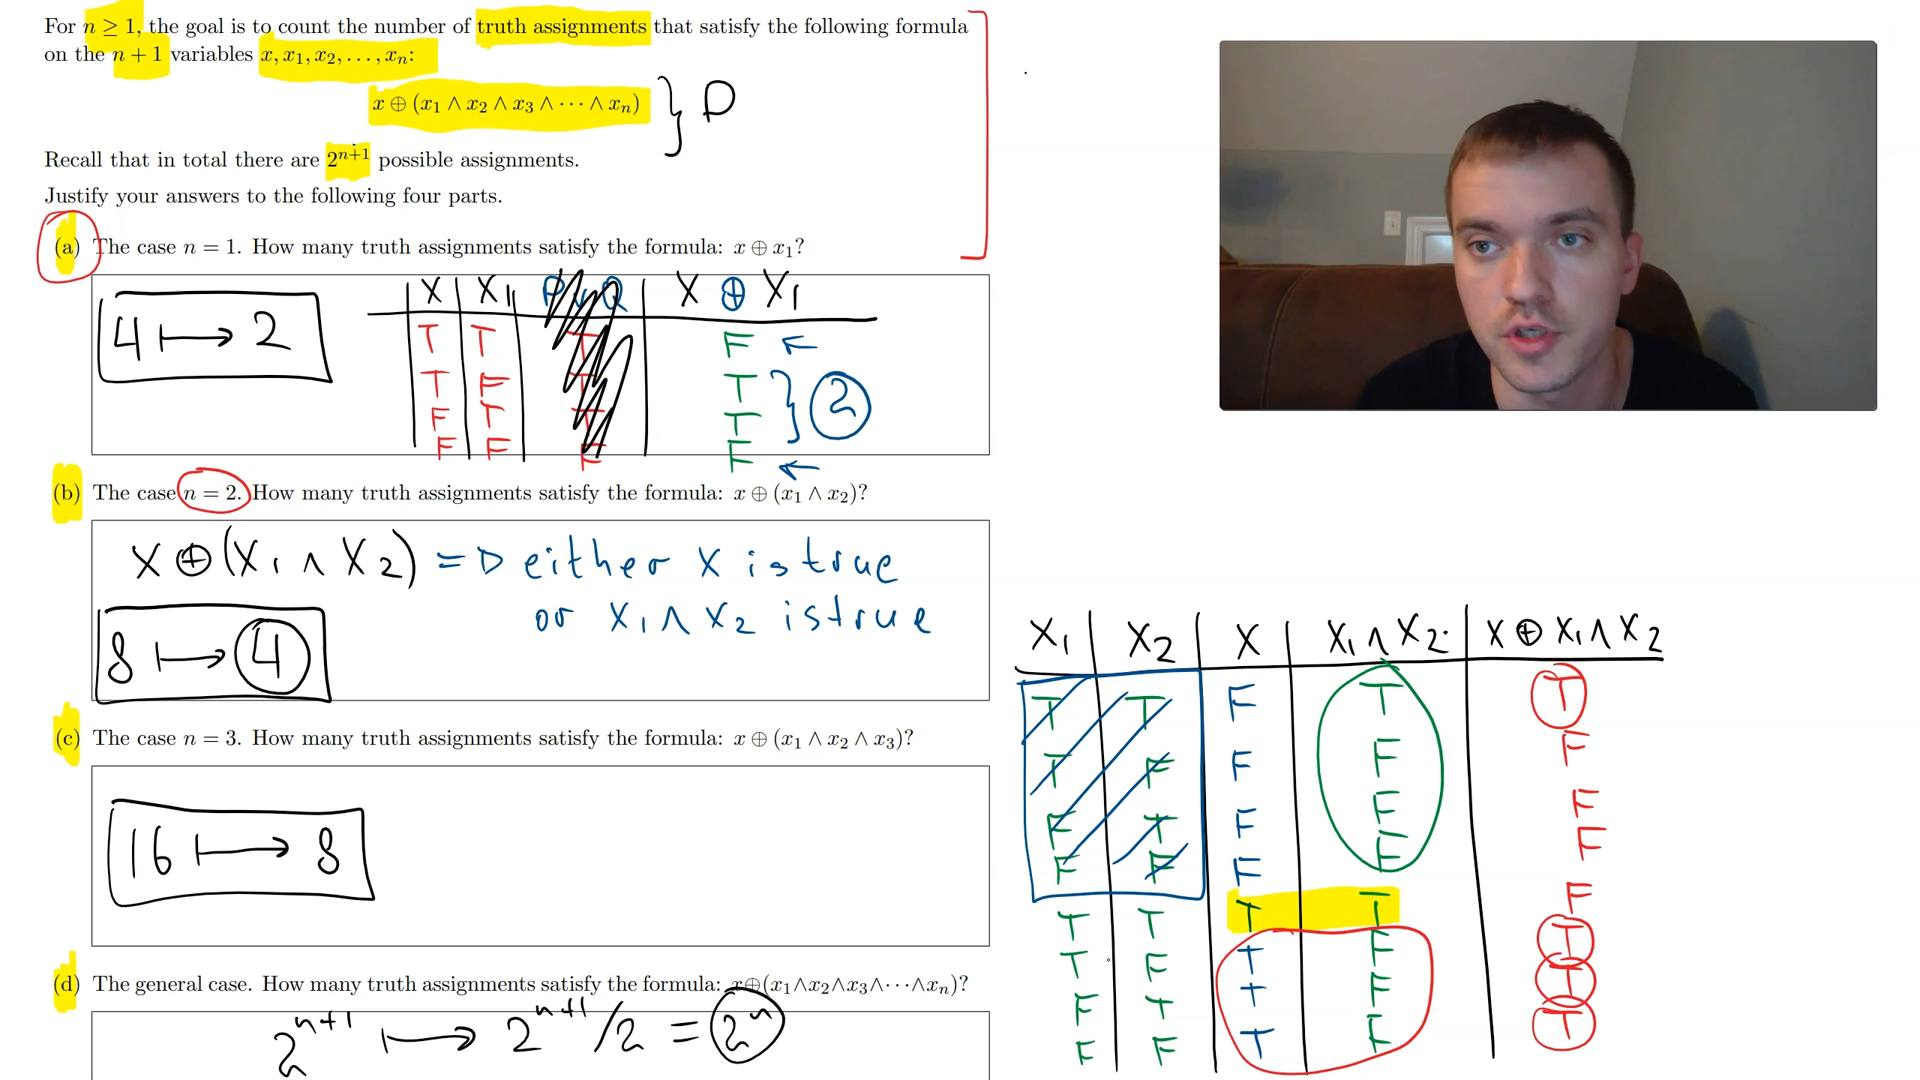 For n ≥ 1, the goal is to count the number of truth assignments that satisfy the following formula
on the n + 1 variables x, x₁, x₂, . . . , xₙ:
x ⊕ (x₁ ∧ x₂ ∧ x₃ ∧ · · · ∧ xₙ) } D
Recall that in total there are 2ⁿ⁺¹ possible assignments.
Justify your answers to the following four parts.
(a) The case n = 1. How many truth assignments satisfy the formula: x ⊕ x₁?
4 ↦ 2
X X₁ X ⊕ X₁
T T F ←
T F T
F T T } 2
F F F ←
(b) The case n = 2. How many truth assignments satisfy the formula: x ⊕ (x₁ ∧ x₂)?
X ⊕ (X₁ ∧ X₂) = D either X is true
or X₁ ∧ X₂ is true
8 ↦ 4
(c) The case n = 3. How many truth assignments satisfy the formula: x ⊕ (x₁ ∧ x₂ ∧ x₃)?
16 ↦ 8
(d) The general case. How many truth assignments satisfy the formula: x⊕(x₁∧x₂∧x₃∧· · ·∧xₙ)?
2ⁿ⁺¹ ↦ 2ⁿ⁺¹/2 = 2ⁿ
X₁ X₂ X X₁ ∧ X₂ X ⊕ X₁ ∧ X₂
T T F T T
T F F F F
F T F F F
F F F F F
T T T T F
T F T F T
F T T F T
F F T F T